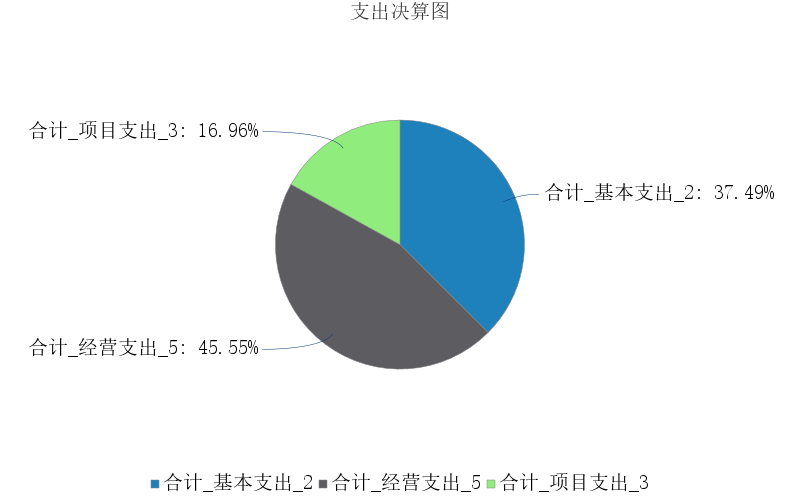 支出决算图
合计_项目支出_3: 16.96%
合计_基本支出_2: 37.49%
合计_经营支出_5: 45.55%
合计_基本支出_2 合计_经营支出_5 合计_项目支出_3